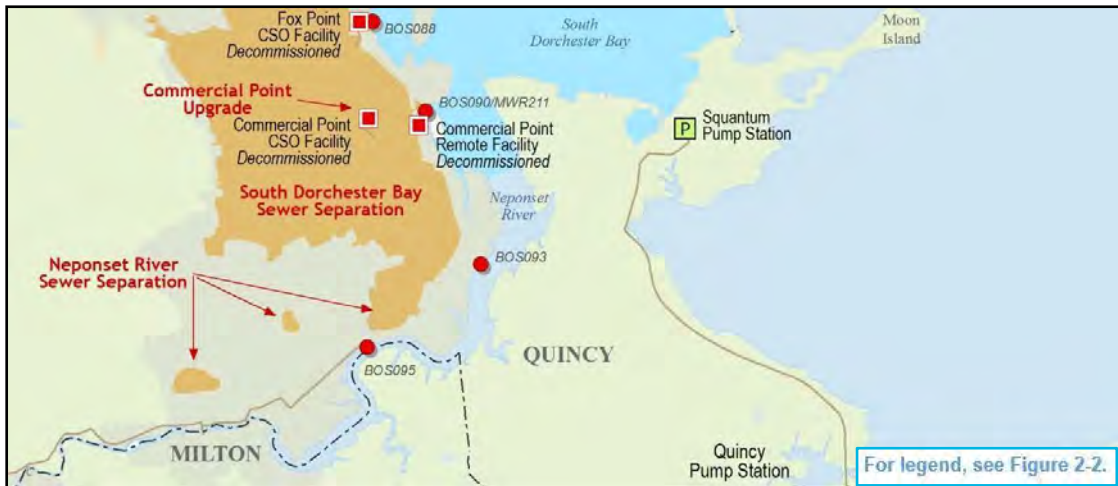 Fox Point
CSO Facility
Decommissioned
BOS088
South
Dorchester Bay
Moon
Island
Commercial Point
Upgrade
BOS090/MWR211
Commercial Point
CSO Facility
Decommissioned
Commercial Point
Remote Facility
Decommissioned
P
Squantum
Pump Station
South Dorchester Bay
Sewer Separation
Neponset
River
Neponset River
Sewer Separation
BOS093
BOS095
QUINCY
MILTON
Quincy
Pump Station
For legend, see Figure 2-2.